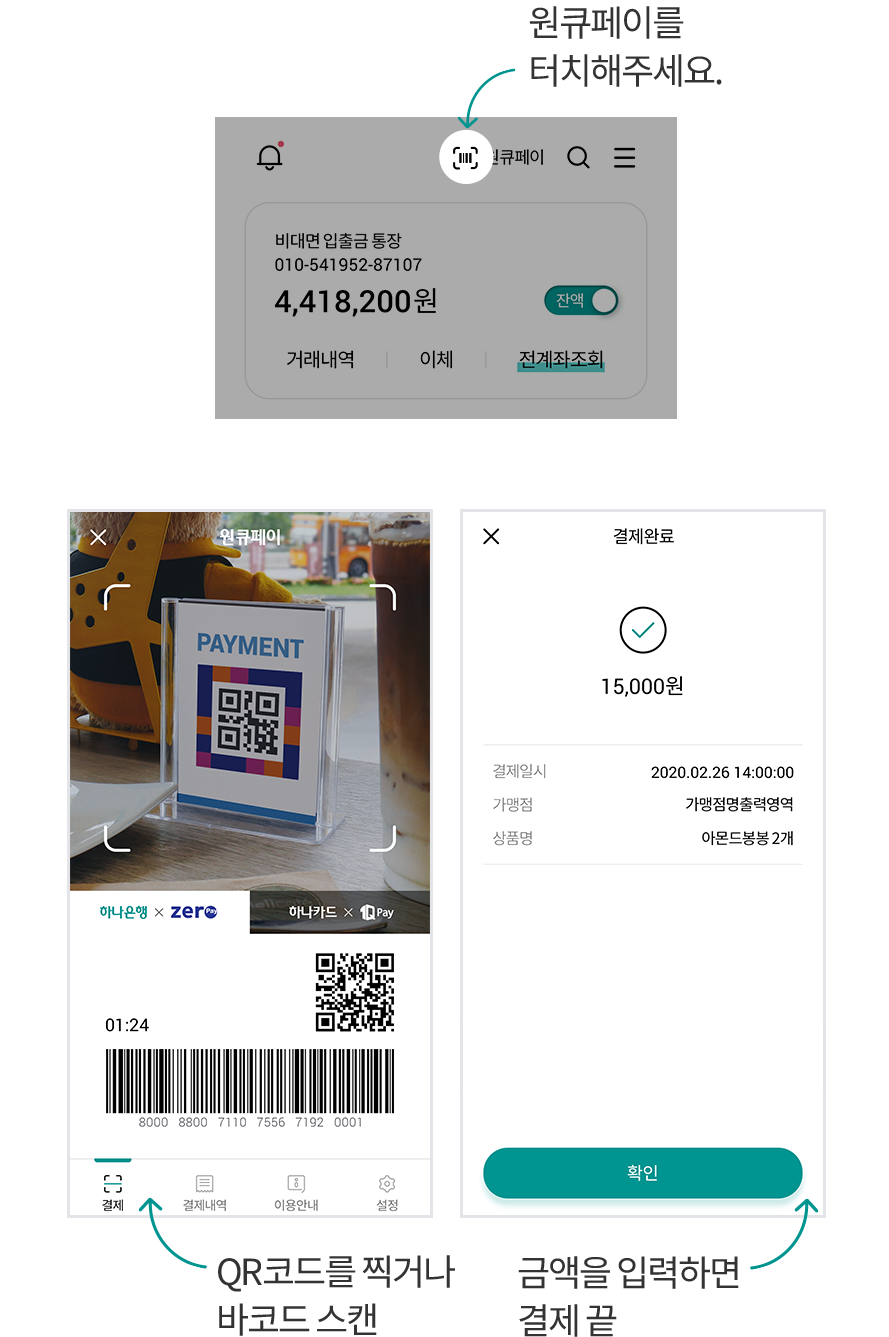 원큐페이를
터치해주세요.
원큐페이
비대면 입출금 통장
010-541952-87107
4,418,200원
잔액
거래내역 이체 전계좌조회
원큐페이
PAYMENT
하나은행 × zero Pay
하나카드 × 1Q Pay
01:24
8000 8800 7110 7556 7192 0001
결제 결제내역 이용안내 설정
QR코드를 찍거나
바코드 스캔
결제완료
15,000원
결제일시 2020.02.26 14:00:00
가맹점 가맹점명출력영역
상품명 아몬드봉봉 2개
확인
금액을 입력하면
결제 끝